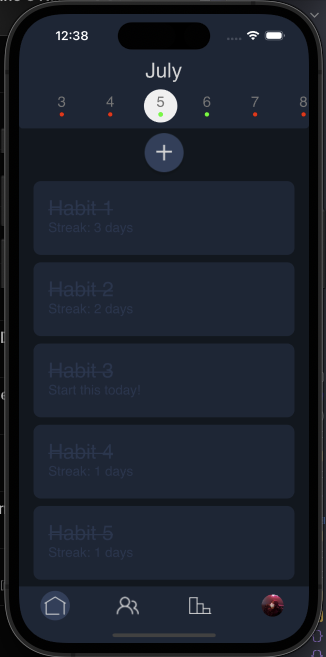 12:38
July
3 4 5 6 7 8
Habit 1
Streak: 3 days
Habit 2
Streak: 2 days
Habit 3
Start this today!
Habit 4
Streak: 1 days
Habit 5
Streak: 1 days